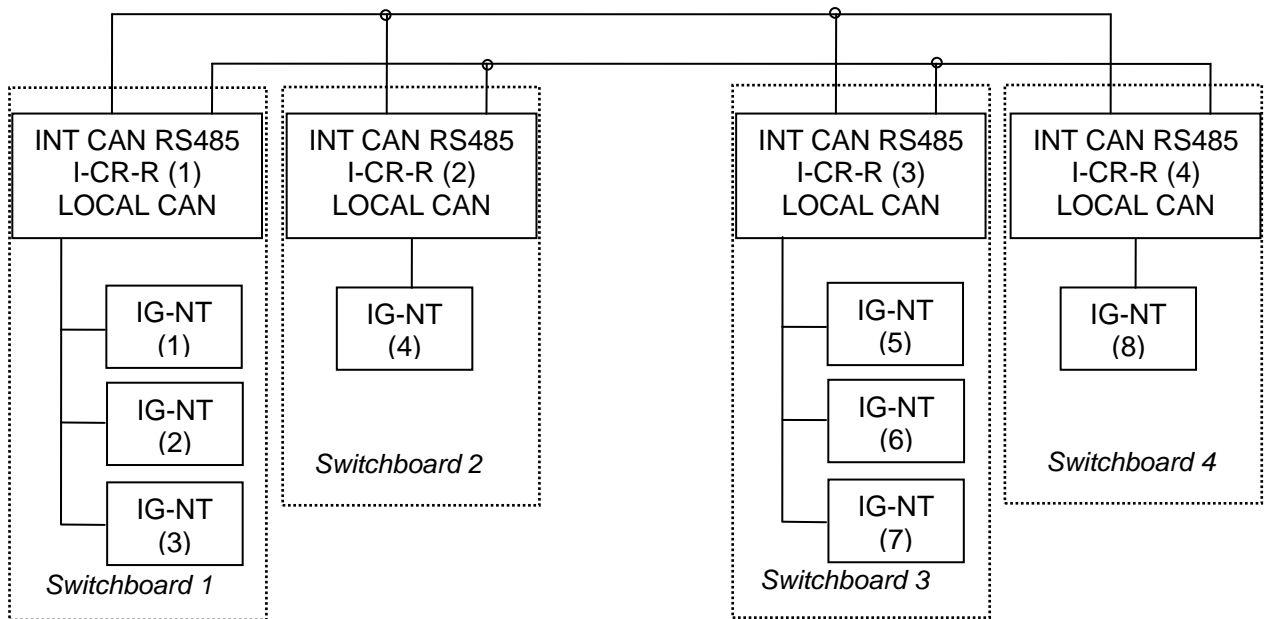 INT CAN RS485
I-CR-R (1)
LOCAL CAN
IG-NT
(1)
IG-NT
(2)
IG-NT
(3)
Switchboard 1
INT CAN RS485
I-CR-R (2)
LOCAL CAN
IG-NT
(4)
Switchboard 2
INT CAN RS485
I-CR-R (3)
LOCAL CAN
IG-NT
(5)
IG-NT
(6)
IG-NT
(7)
Switchboard 3
INT CAN RS485
I-CR-R (4)
LOCAL CAN
IG-NT
(8)
Switchboard 4